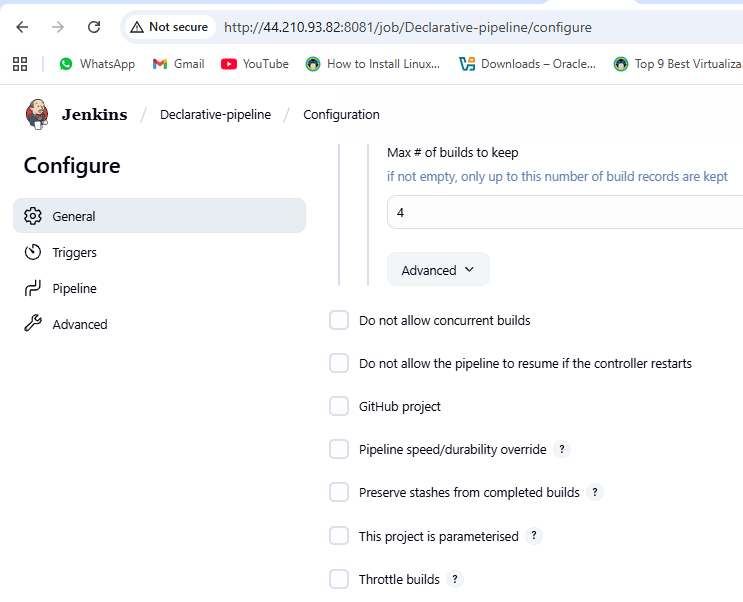 Not secure
http://44.210.93.82:8081/job/Declarative-pipeline/configure
WhatsApp
Gmail
YouTube
How to Install Linux...
Downloads – Oracle...
Top 9 Best Virtualiza
Jenkins / Declarative-pipeline / Configuration
Configure
General
Triggers
Pipeline
Advanced
Max # of builds to keep
if not empty, only up to this number of build records are kept
4
Advanced
Do not allow concurrent builds
Do not allow the pipeline to resume if the controller restarts
GitHub project
Pipeline speed/durability override ?
Preserve stashes from completed builds ?
This project is parameterised ?
Throttle builds ?